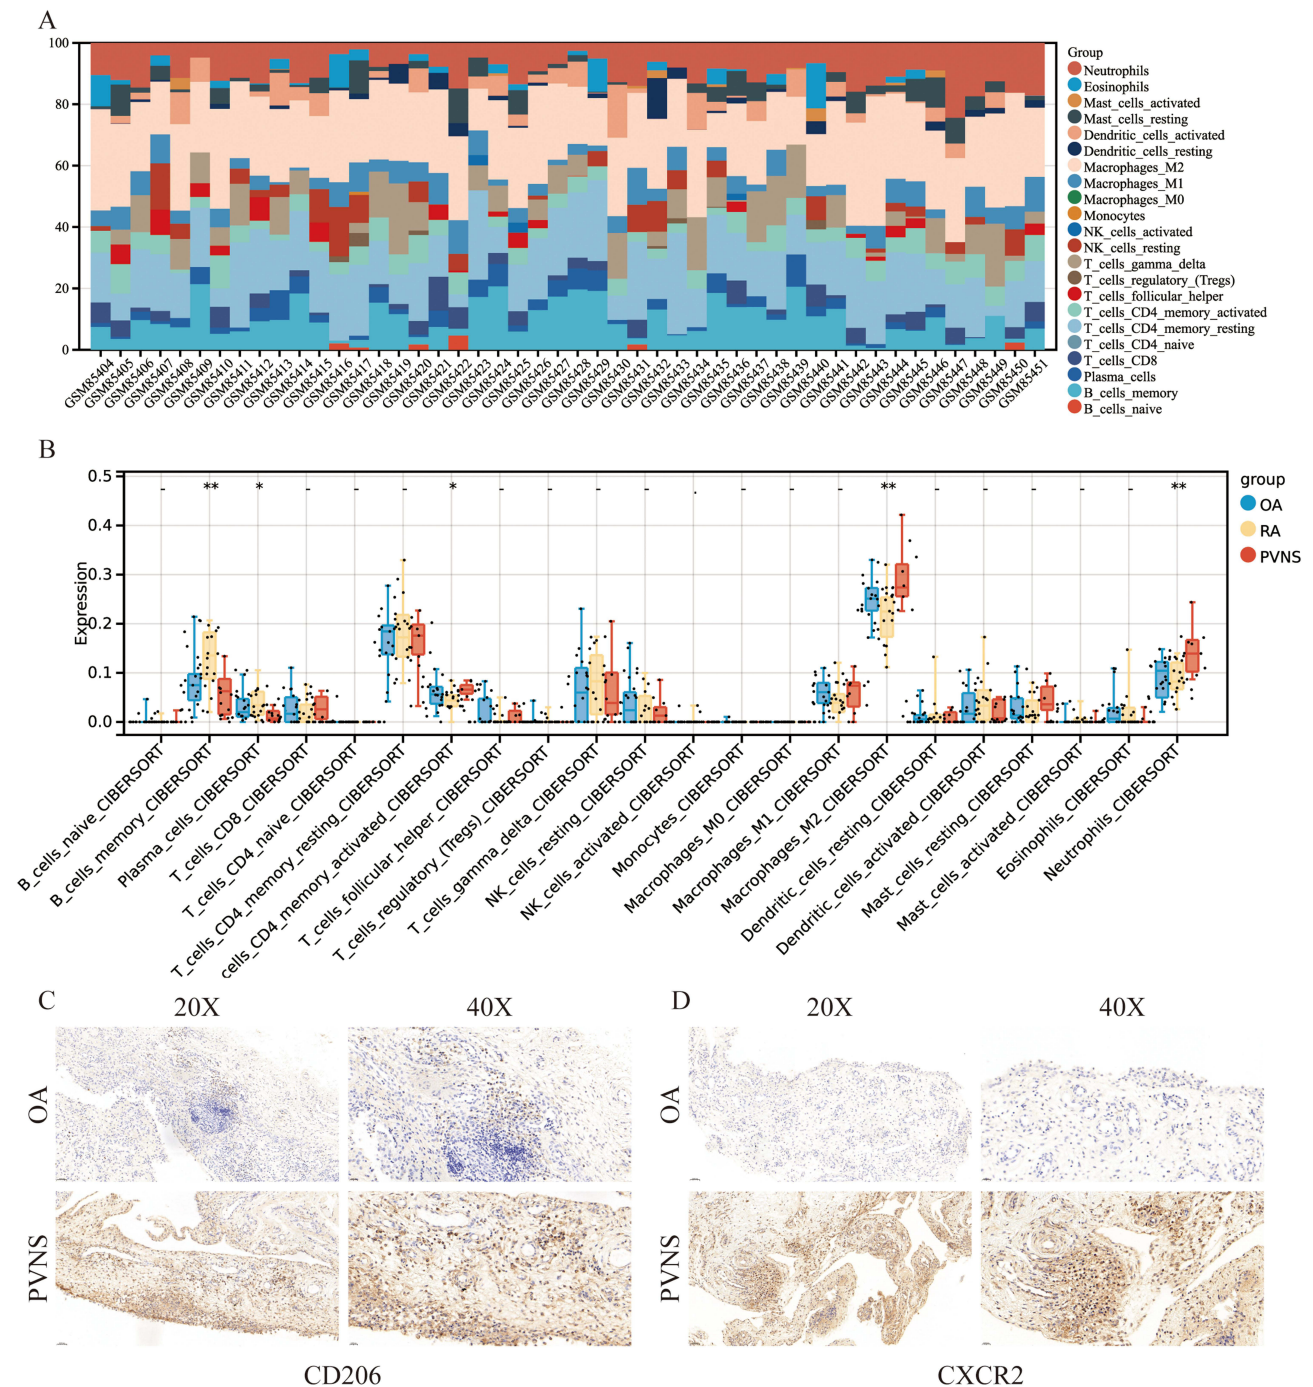 A
100
80
60
40
20
0
Group
Neutrophils
Eosinophils
Mast_cells_activated
Mast_cells_resting
Dendritic_cells_activated
Dendritic_cells_resting
Macrophages_M2
Macrophages_M1
Macrophages_M0
Monocytes
NK_cells_activated
NK_cells_resting
T_cells_gamma_delta
T_cells_regulatory_(Tregs)
T_cells_follicular_helper
T_cells_CD4_memory_activated
T_cells_CD4_memory_resting
T_cells_CD4_naive
T_cells_CD8
Plasma_cells
B_cells_memory
B_cells_naive
GSM85404
GSM85405
GSM85406
GSM85407
GSM85408
GSM85409
GSM85410
GSM85411
GSM85412
GSM85413
GSM85414
GSM85415
GSM85416
GSM85417
GSM85418
GSM85419
GSM85420
GSM85421
GSM85422
GSM85423
GSM85424
GSM85425
GSM85426
GSM85427
GSM85428
GSM85429
GSM85430
GSM85431
GSM85432
GSM85433
GSM85434
GSM85435
GSM85436
GSM85437
GSM85438
GSM85439
GSM85440
GSM85441
GSM85442
GSM85443
GSM85444
GSM85445
GSM85446
GSM85447
GSM85448
GSM85449
GSM85450
GSM85451
B
Expression
0.5
0.4
0.3
0.2
0.1
0.0
- ** * - - - * - - - - . - - - ** - - - - - **
group
OA
RA
PVNS
B_cells_naive_CIBERSORT
B_cells_memory_CIBERSORT
Plasma_cells_CIBERSORT
T_cells_CD8_CIBERSORT
T_cells_CD4_naive_CIBERSORT
T_cells_CD4_memory_resting_CIBERSORT
cells_CD4_memory_activated_CIBERSORT
T_cells_follicular_helper_CIBERSORT
T_cells_regulatory_(Tregs)_CIBERSORT
T_cells_gamma_delta_CIBERSORT
NK_cells_resting_CIBERSORT
NK_cells_activated_CIBERSORT
Monocytes_CIBERSORT
Macrophages_M0_CIBERSORT
Macrophages_M1_CIBERSORT
Macrophages_M2_CIBERSORT
Dendritic_cells_resting_CIBERSORT
Dendritic_cells_activated_CIBERSORT
Mast_cells_resting_CIBERSORT
Mast_cells_activated_CIBERSORT
Eosinophils_CIBERSORT
Neutrophils_CIBERSORT
C
20X
40X
OA
PVNS
CD206
D
20X
40X
OA
PVNS
CXCR2